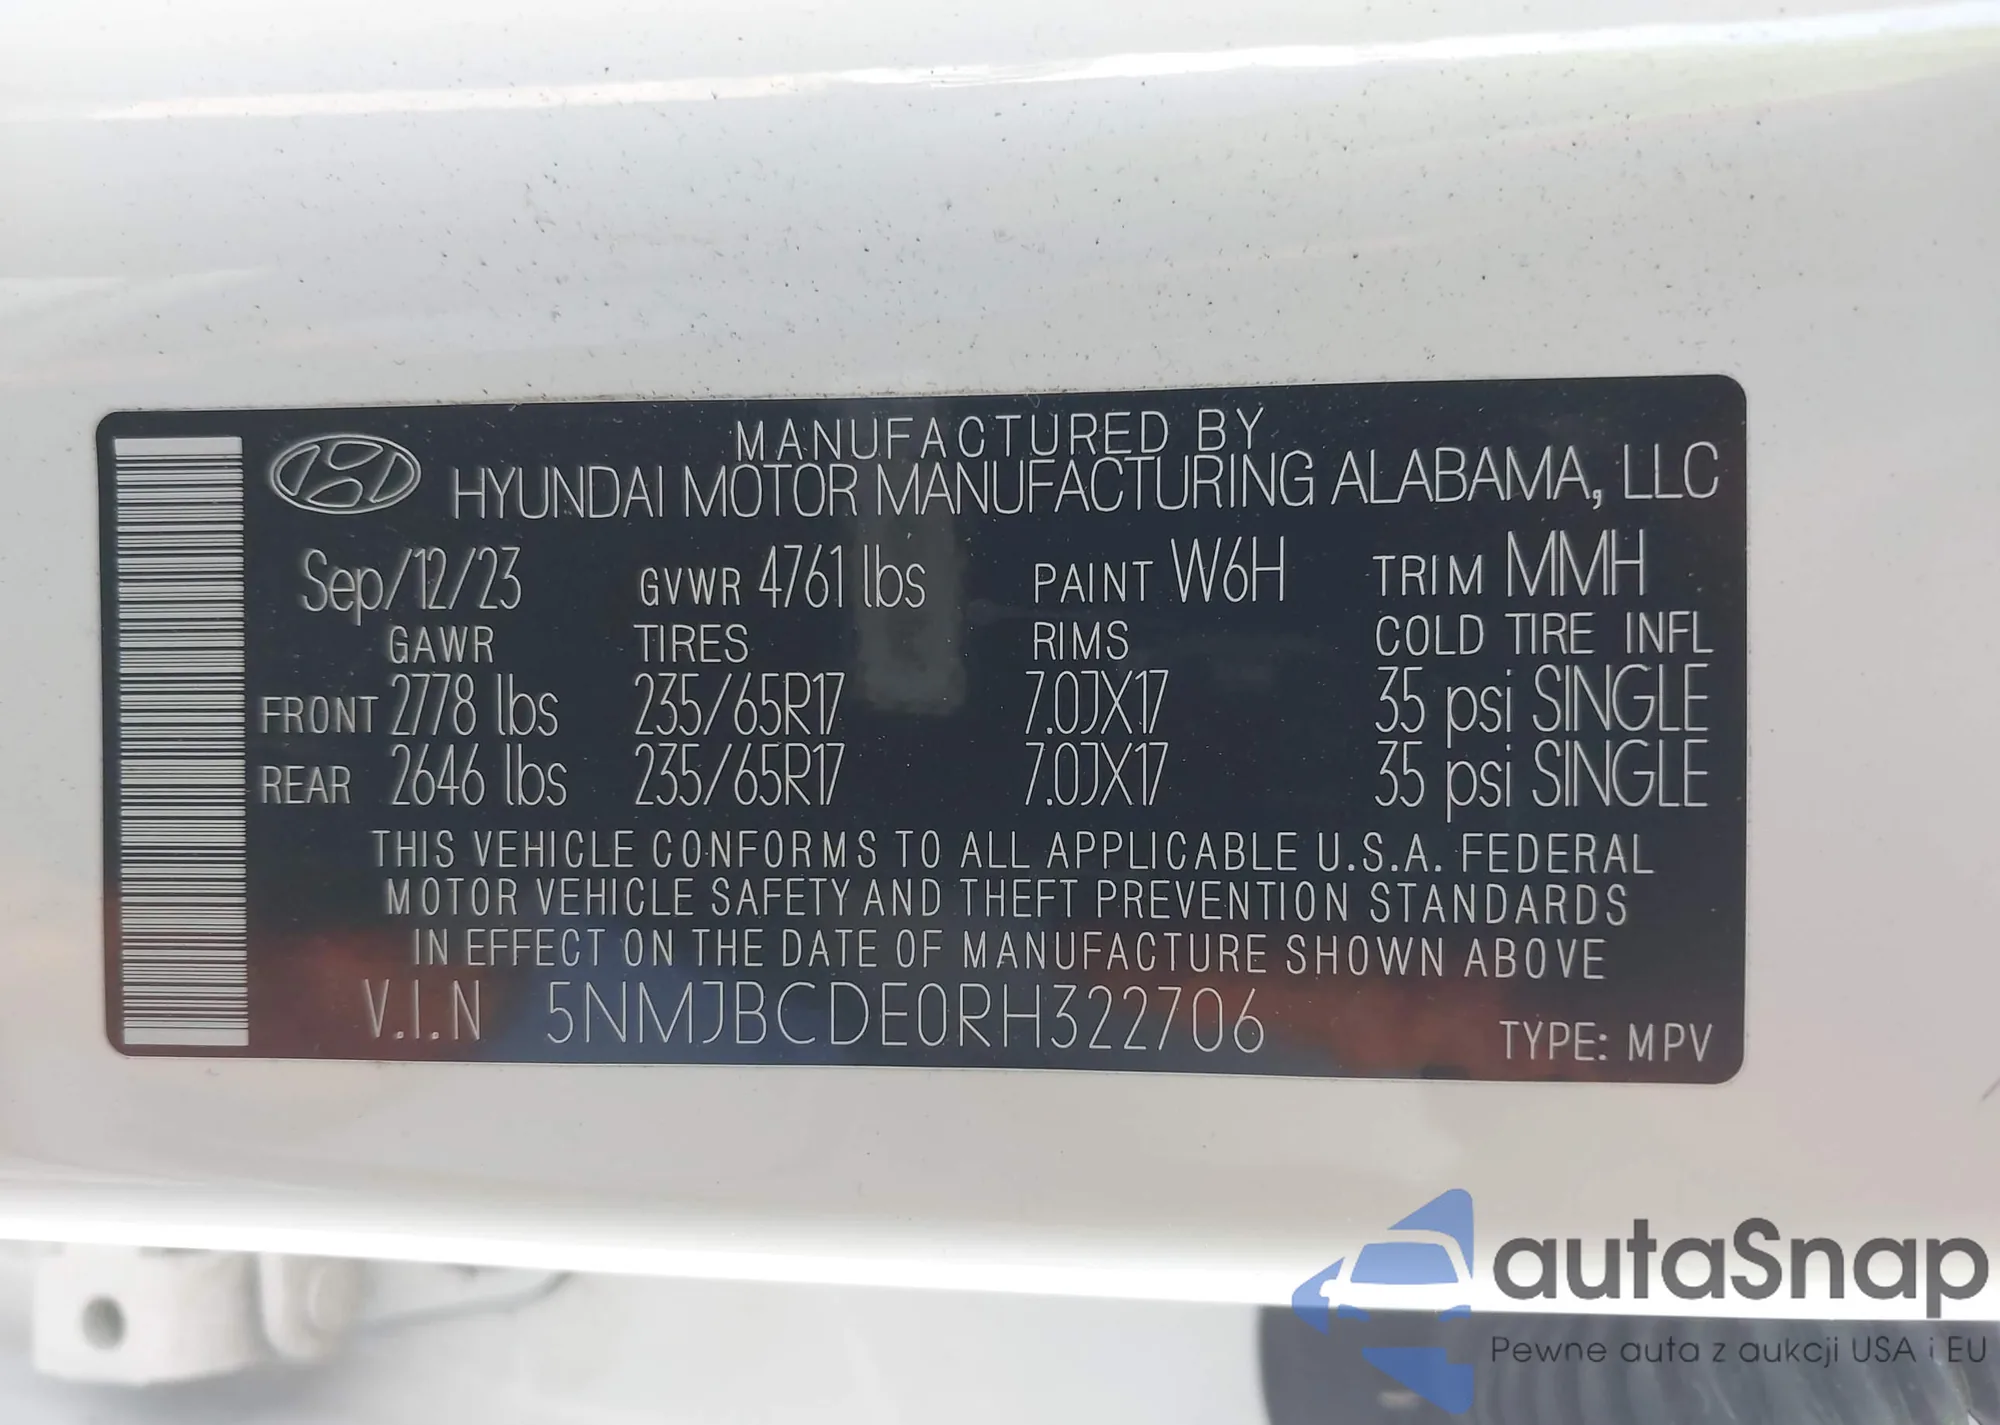 MANUFACTURED BY
HYUNDAI MOTOR MANUFACTURING ALABAMA, LLC
Sep/12/23 GVWR 4761 lbs PAINT W6H TRIM MMH
GAWR TIRES RIMS COLD TIRE INFL
FRONT 2778 lbs 235/65R17 7.0JX17 35 psi SINGLE
REAR 2646 lbs 235/65R17 7.0JX17 35 psi SINGLE
THIS VEHICLE CONFORMS TO ALL APPLICABLE U.S.A. FEDERAL
MOTOR VEHICLE SAFETY AND THEFT PREVENTION STANDARDS
IN EFFECT ON THE DATE OF MANUFACTURE SHOWN ABOVE
V.I.N 5NMJBCDE0RH322706 TYPE: MPV
autaSnap
Pewne auta z aukcji USA i EU